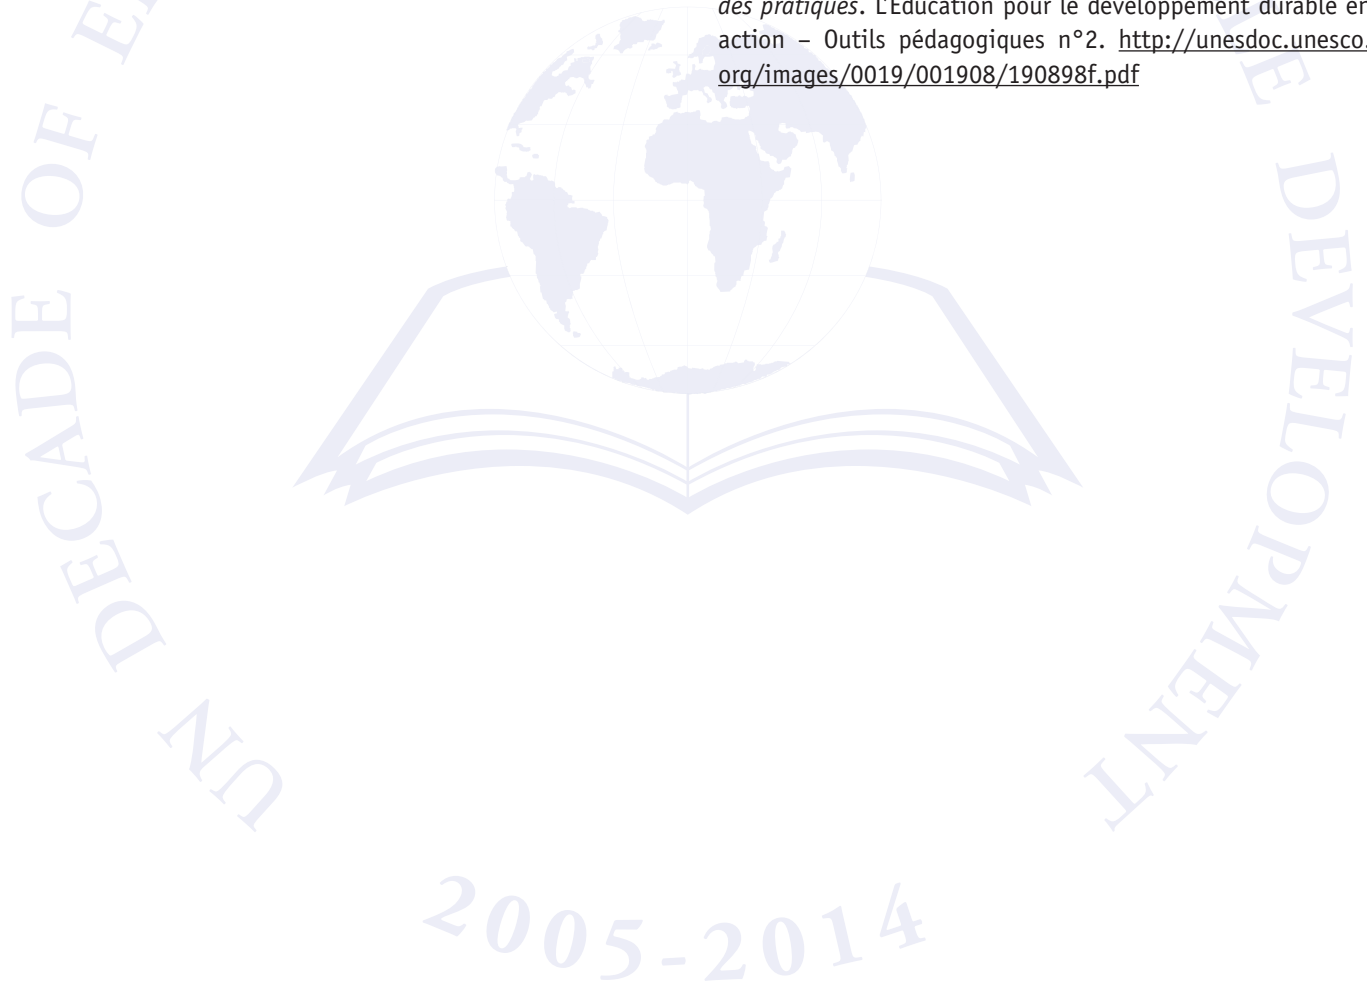 des pratiques. L'Éducation pour le développement durable en
action – Outils pédagogiques n°2. http://unesdoc.unesco.
org/images/0019/001908/190898f.pdf
UN DECADE OF
DEVELOPMENT
2005-2014